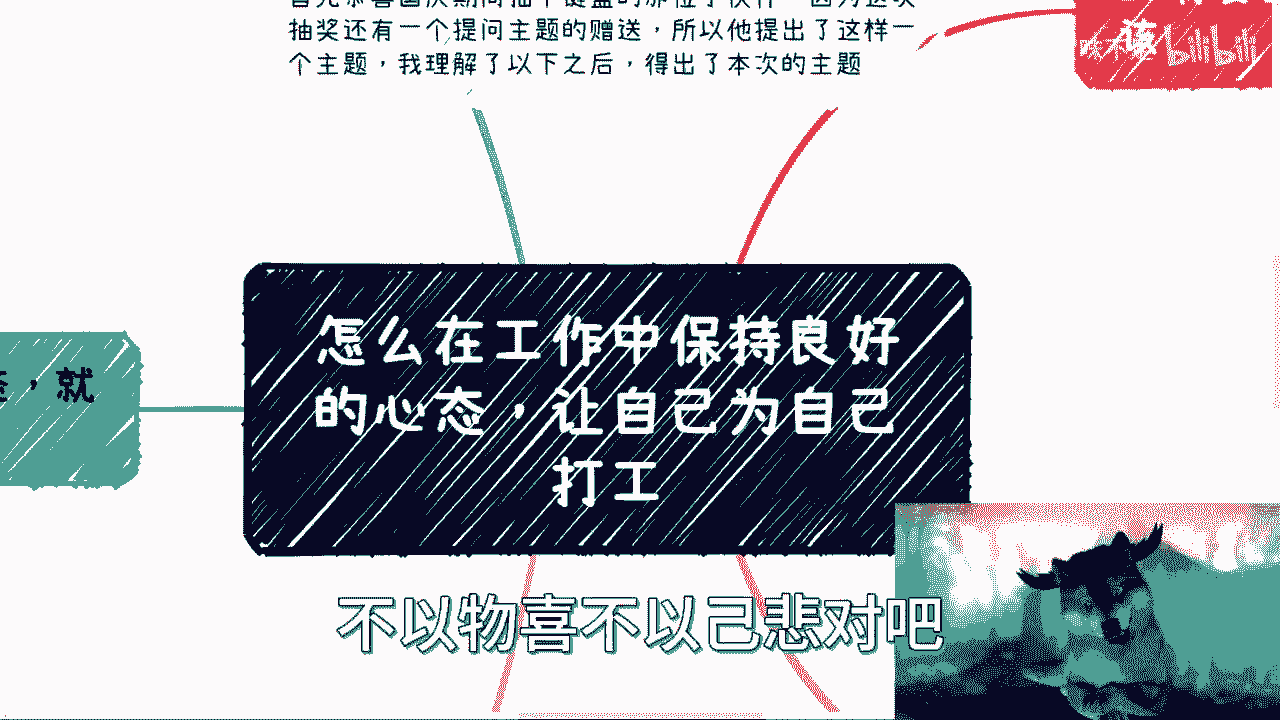 抽奖还有一个提问主题的赠送，所以他提出了这样一
个主题，我理解了以下之后，得出了本次的主题
bilibili
，就
怎么在工作中保持良好
的心态，让自己为自己
打工
不以物喜不以己悲对吧